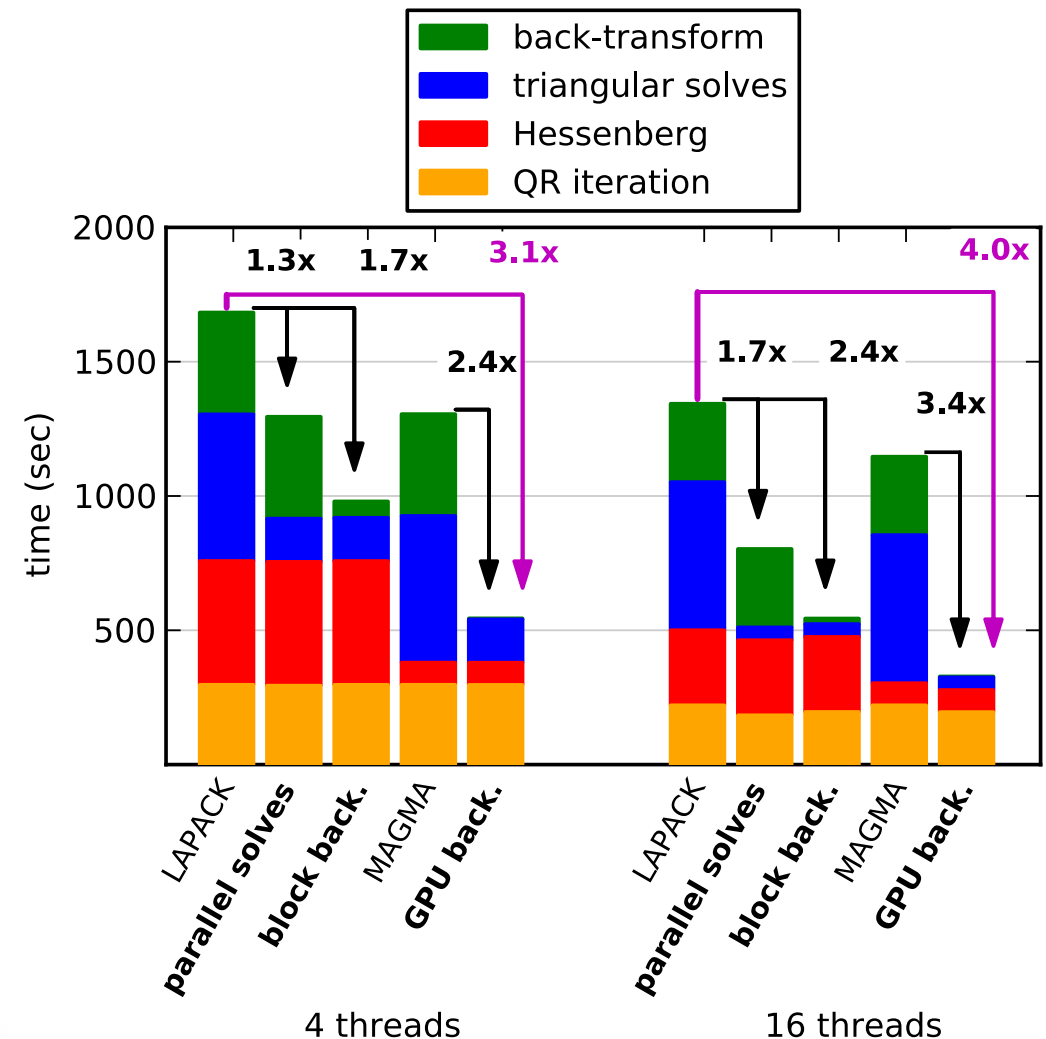 back-transform
triangular solves
Hessenberg
QR iteration
2000
1500
1000
500
time (sec)
1.3x
1.7x
3.1x
2.4x
4.0x
1.7x
2.4x
3.4x
LAPACK
parallel solves
block back.
MAGMA
GPU back.
LAPACK
parallel solves
block back.
MAGMA
GPU back.
4 threads
16 threads